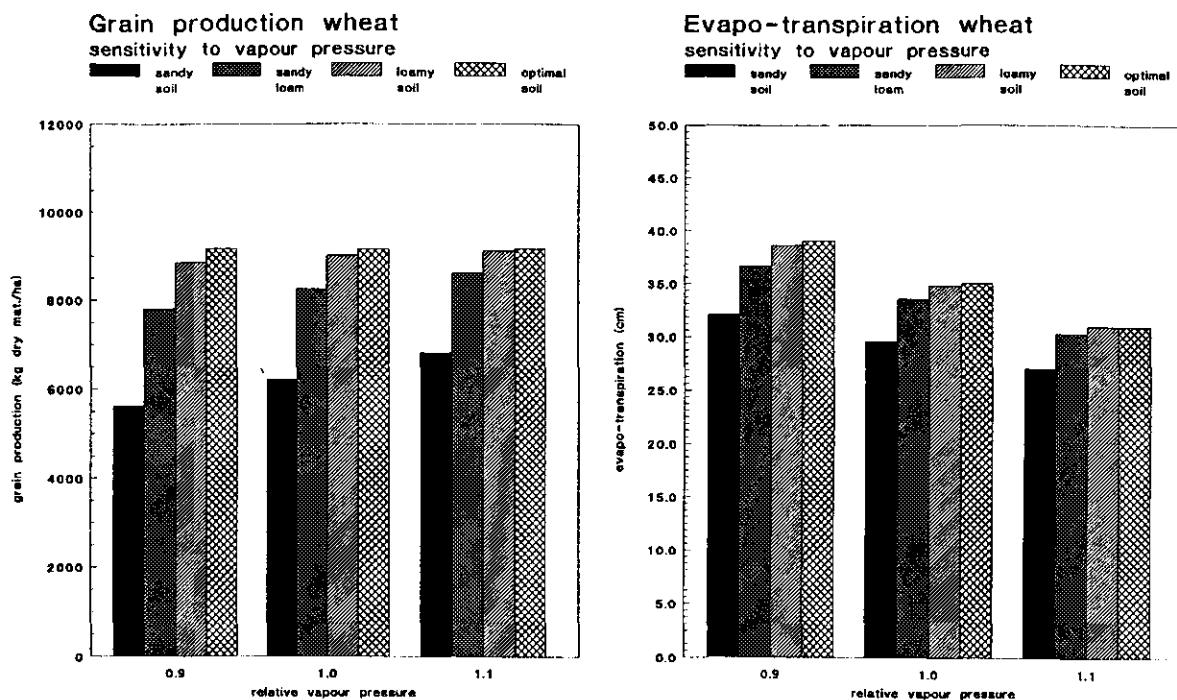 Grain production wheat
sensitivity to vapour pressure
sandy soil
sandy loam
loamy soil
optimal soil
12000
10000
8000
6000
4000
2000
0
grain production (kg dry mat./ha)
0.9
1.0
1.1
relative vapour pressure
Evapo-transpiration wheat
sensitivity to vapour pressure
sandy soil
sandy loam
loamy soil
optimal soil
50.0
45.0
40.0
35.0
30.0
25.0
20.0
15.0
10.0
5.0
0.0
evapo-transpiration (cm)
0.9
1.0
1.1
relative vapour pressure